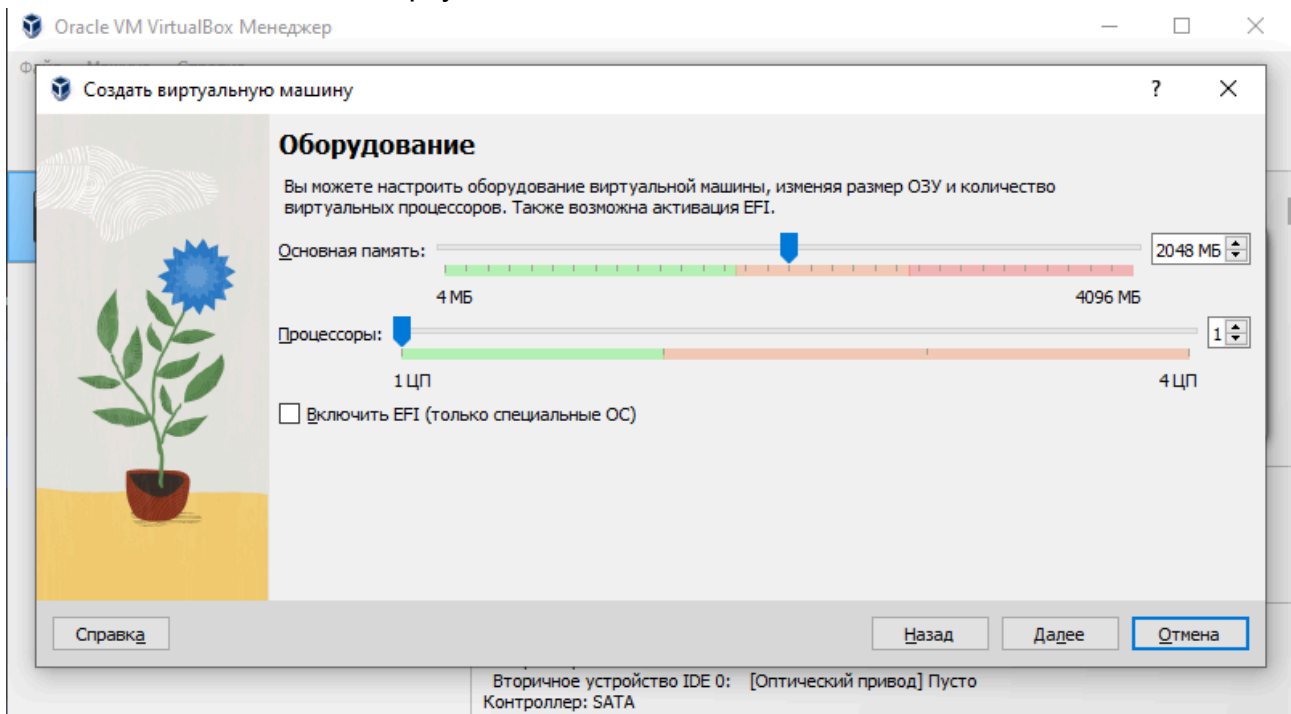 Oracle VM VirtualBox Менеджер
Создать виртуальную машину
?
Оборудование
Вы можете настроить оборудование виртуальной машины, изменяя размер ОЗУ и количество
виртуальных процессоров. Также возможна активация EFI.
Основная память:
2048 МБ
4 МБ
4096 МБ
Процессоры:
1
1 ЦП
4 ЦП
Включить EFI (только специальные ОС)
Справка
Назад
Далее
Отмена
Вторичное устройство IDE 0: [Оптический привод] Пусто
Контроллер: SATA